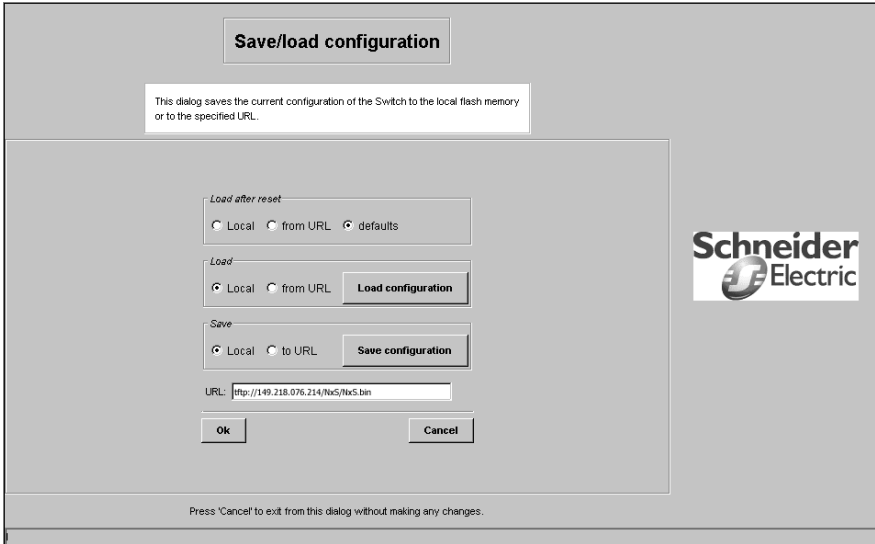 Save/load configuration
This dialog saves the current configuration of the Switch to the local flash memory
or to the specified URL.
Load after reset
Local from URL defaults
Load
Local from URL Load configuration
Save
Local to URL Save configuration
URL: tftp://149.218.076.214/NxS/NxS.bin
Ok Cancel
Press 'Cancel' to exit from this dialog without making any changes.
Schneider
Electric